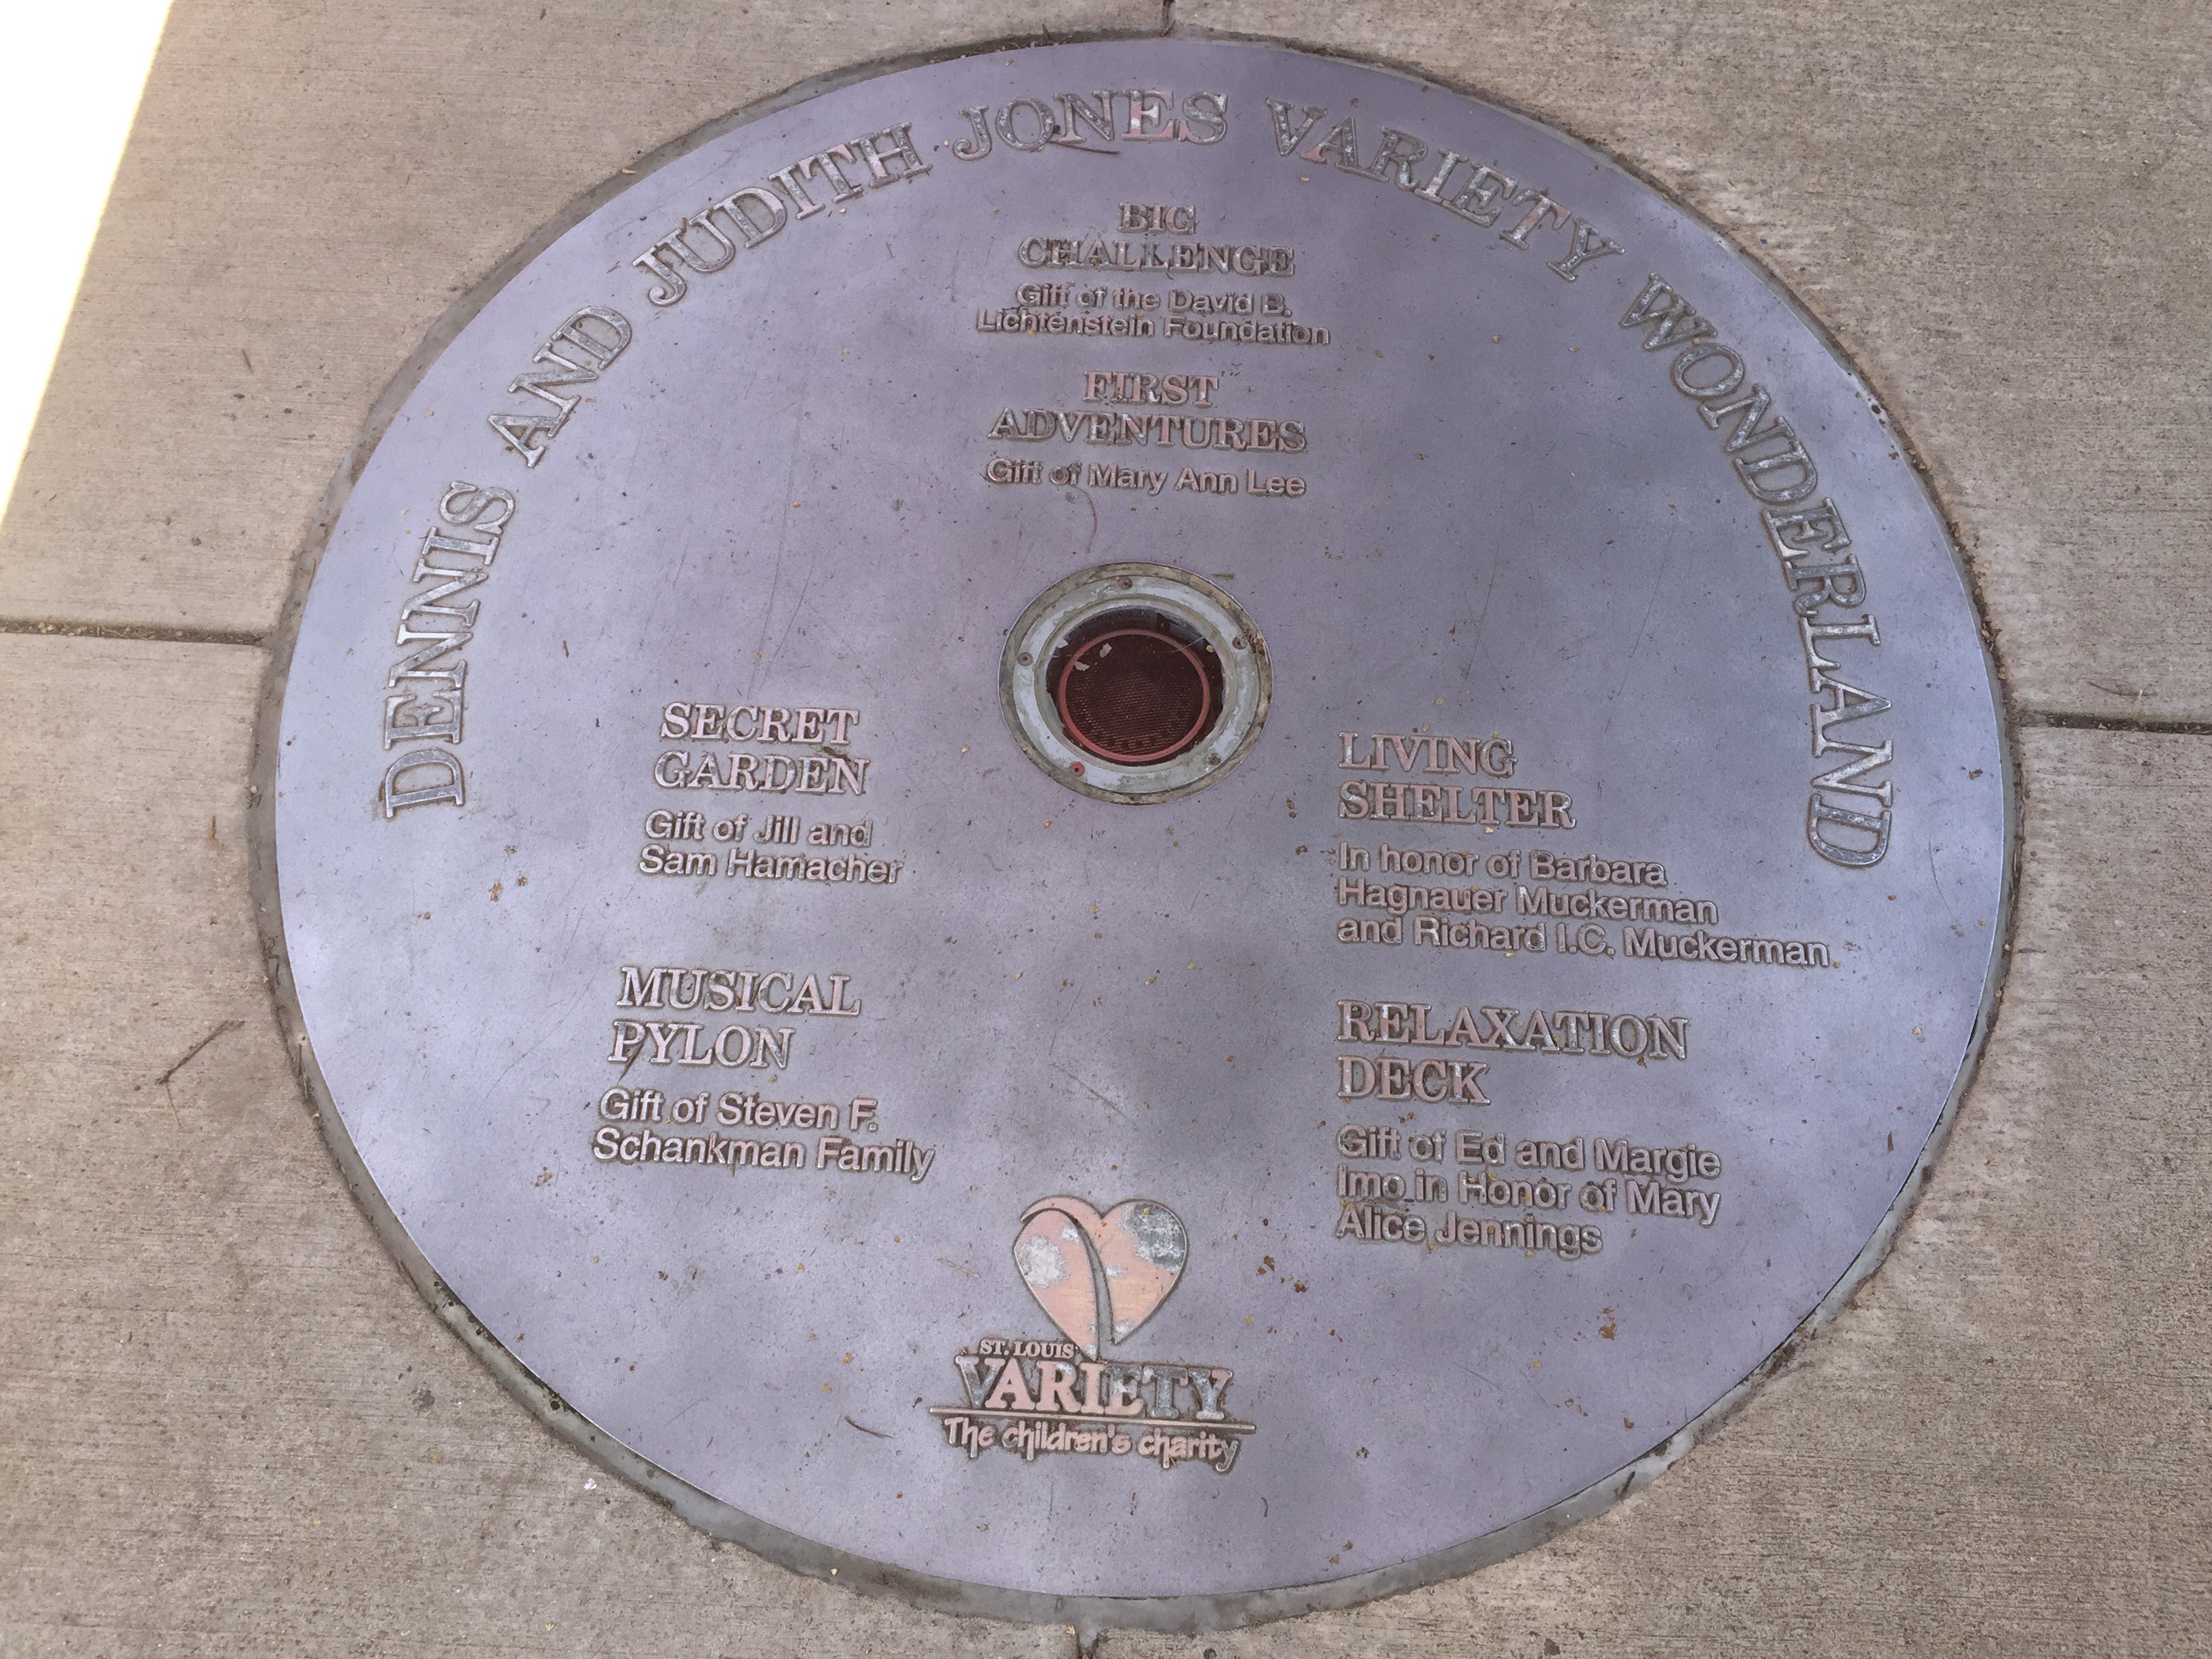 DENNIS AND JUDITH JONES VARIETY WONDERLAND
BIG
CHALLENGE
Gift of the David B.
Lichtenstein Foundation
FIRST
ADVENTURES
Gift of Mary Ann Lee
SECRET
GARDEN
Gift of Jill and
Sam Hamacher
MUSICAL
PYLON
Gift of Steven F.
Schankman Family
LIVING
SHELTER
In honor of Barbara
Hagnauer Muckerman
and Richard I.C. Muckerman
RELAXATION
DECK
Gift of Ed and Margie
Imo in Honor of Mary
Alice Jennings
ST. LOUIS
VARIETY
The children's charity